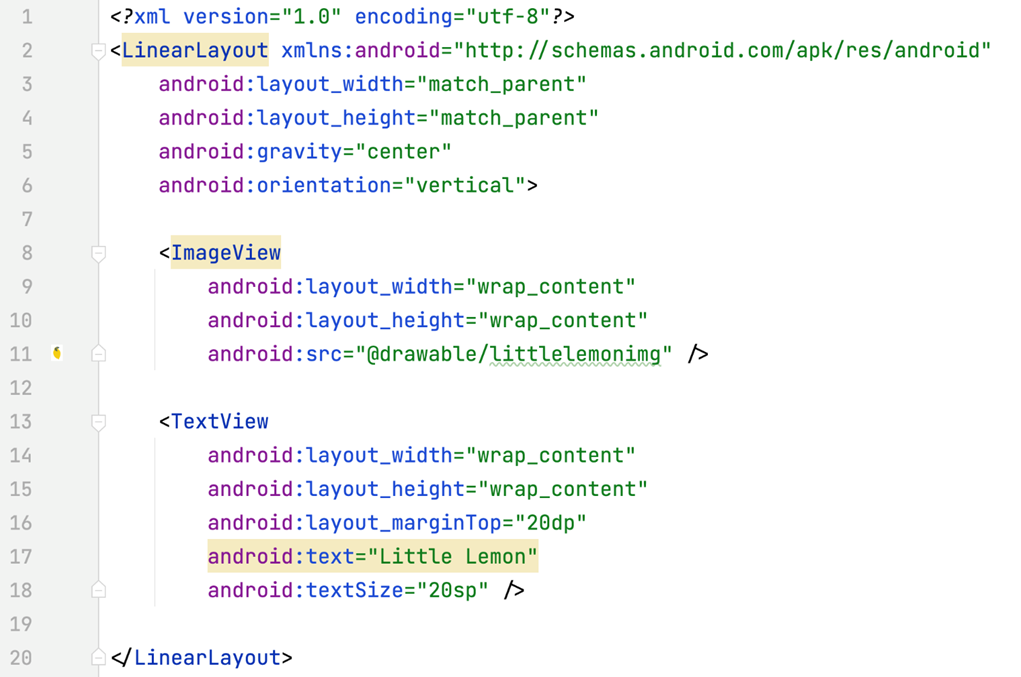 1 <?xml version="1.0" encoding="utf-8"?>
2 <LinearLayout xmlns:android="http://schemas.android.com/apk/res/android"
3 android:layout_width="match_parent"
4 android:layout_height="match_parent"
5 android:gravity="center"
6 android:orientation="vertical">
7
8 <ImageView
9 android:layout_width="wrap_content"
10 android:layout_height="wrap_content"
11 android:src="@drawable/littlelemonimg" />
12
13 <TextView
14 android:layout_width="wrap_content"
15 android:layout_height="wrap_content"
16 android:layout_marginTop="20dp"
17 android:text="Little Lemon"
18 android:textSize="20sp" />
19
20 </LinearLayout>